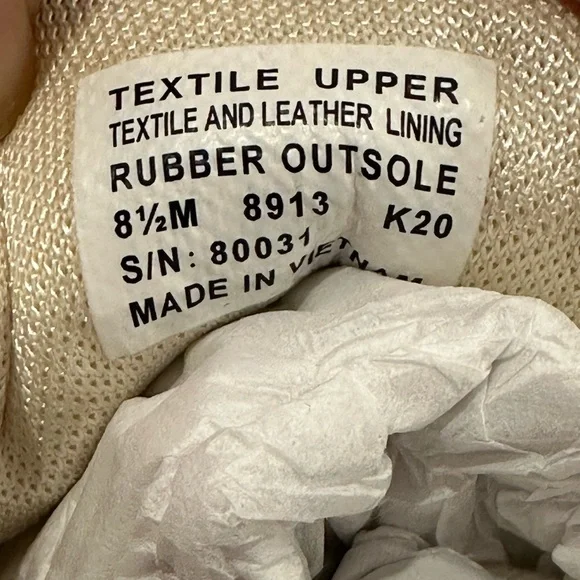 TEXTILE UPPER
TEXTILE AND LEATHER LINING
RUBBER OUTSOLE
8½M 8913 K20
S/N: 80031
MADE IN VIETNAM